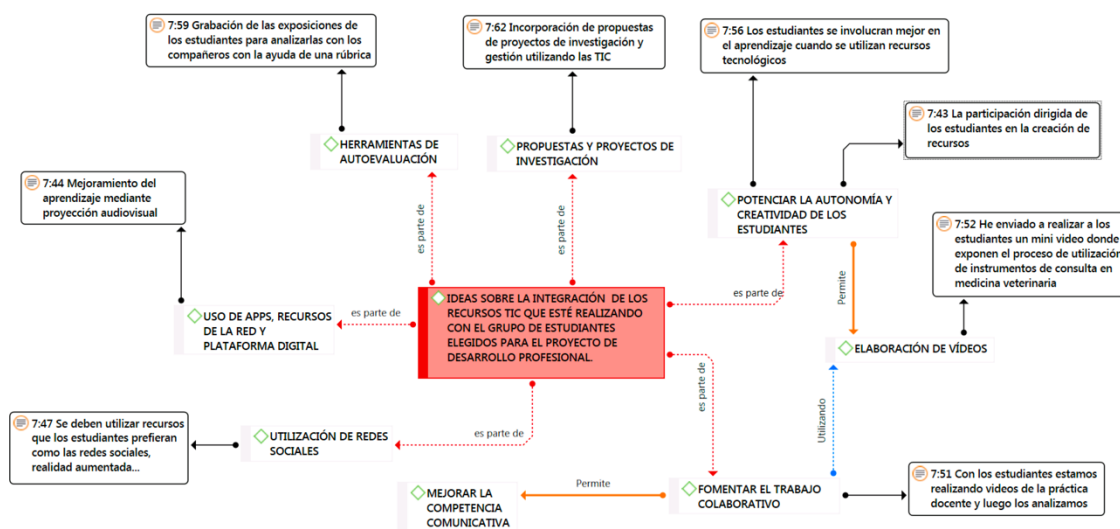 7:59 Grabación de las exposiciones de
los estudiantes para analizarlas con los
compañeros con la ayuda de una rúbrica
7:62 Incorporación de propuestas
de proyectos de investigación y
gestión utilizando las TIC
7:56 Los estudiantes se involucran mejor en
el aprendizaje cuando se utilizan recursos
tecnológicos
7:43 La participación dirigida de
los estudiantes en la creación de
recursos
HERRAMIENTAS DE
AUTOEVALUACIÓN
PROPUESTAS Y PROYECTOS DE
INVESTIGACIÓN
7:44 Mejoramiento del
aprendizaje mediante
proyección audiovisual
POTENCIAR LA AUTONOMÍA Y
CREATIVIDAD DE LOS
ESTUDIANTES
7:52 He enviado a realizar a los
estudiantes un mini video donde
exponen el proceso de utilización
de instrumentos de consulta en
medicina veterinaria
es parte de
es parte de
es parte de
Permite
USO DE APPS, RECURSOS
DE LA RED Y
PLATAFORMA DIGITAL
es parte de
IDEAS SOBRE LA INTEGRACIÓN DE LOS
RECURSOS TIC QUE ESTÉ REALIZANDO
CON EL GRUPO DE ESTUDIANTES
ELEGIDOS PARA EL PROYECTO DE
DESARROLLO PROFESIONAL.
ELABORACIÓN DE VÍDEOS
es parte de
Utilizando
7:47 Se deben utilizar recursos
que los estudiantes prefieran
como las redes sociales,
realidad aumentada...
UTILIZACIÓN DE REDES
SOCIALES
es parte de
MEJORAR LA
COMPETENCIA
COMUNICATIVA
Permite
FOMENTAR EL TRABAJO
COLABORATIVO
7:51 Con los estudiantes estamos
realizando videos de la práctica
docente y luego los analizamos